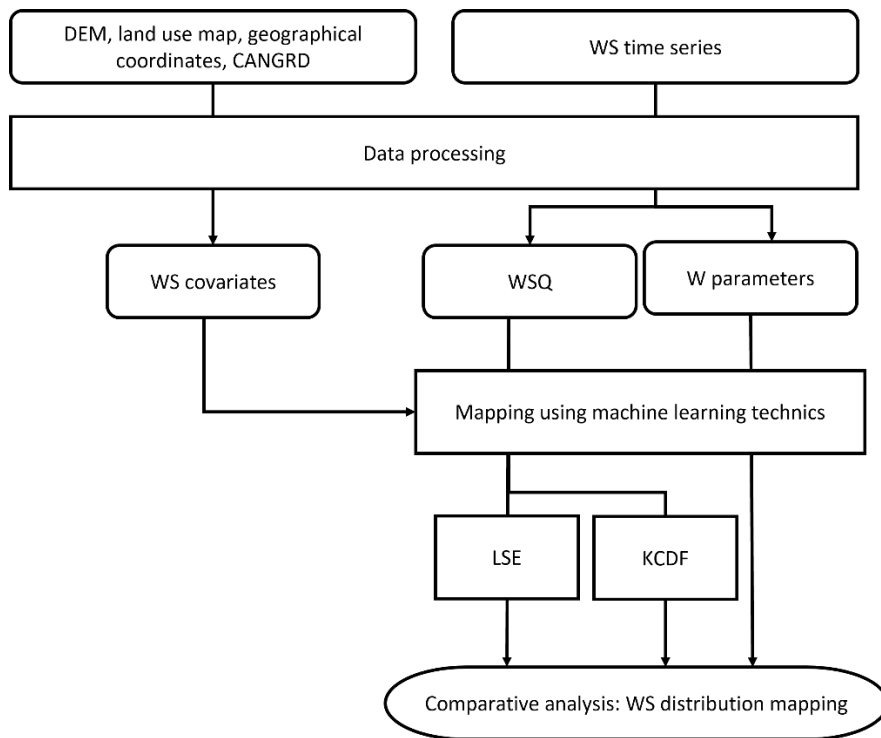 DEM, land use map, geographical
coordinates, CANGRD
WS time series
Data processing
WS covariates
WSQ
W parameters
Mapping using machine learning technics
LSE
KCDF
Comparative analysis: WS distribution mapping